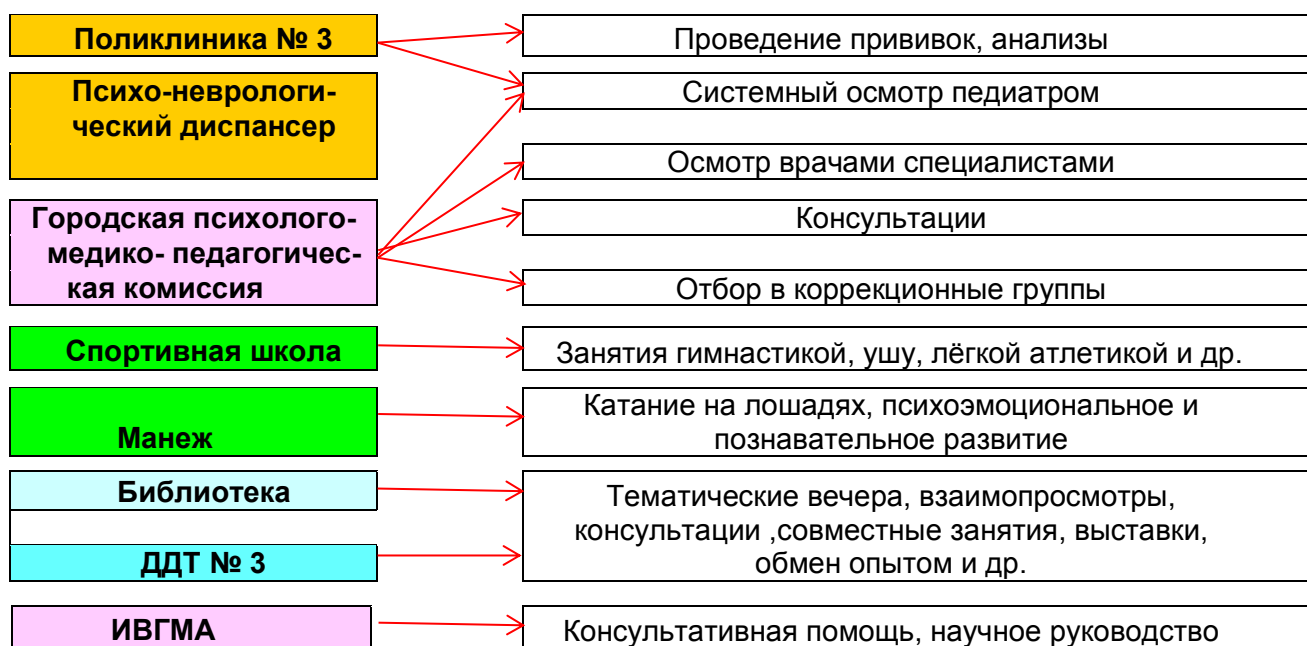 Поликлиника № 3
Проведение прививок, анализы
Психо-неврологи-
ческий диспансер
Системный осмотр педиатром
Осмотр врачами специалистами
Городская психолого-
медико- педагогичес-
кая комиссия
Консультации
Отбор в коррекционные группы
Спортивная школа
Занятия гимнастикой, ушу, лёгкой атлетикой и др.
Манеж
Катание на лошадях, психоэмоциональное и
познавательное развитие
Библиотека
ДДТ № 3
Тематические вечера, взаимопросмотры,
консультации ,совместные занятия, выставки,
обмен опытом и др.
ИВГМА
Консультативная помощь, научное руководство